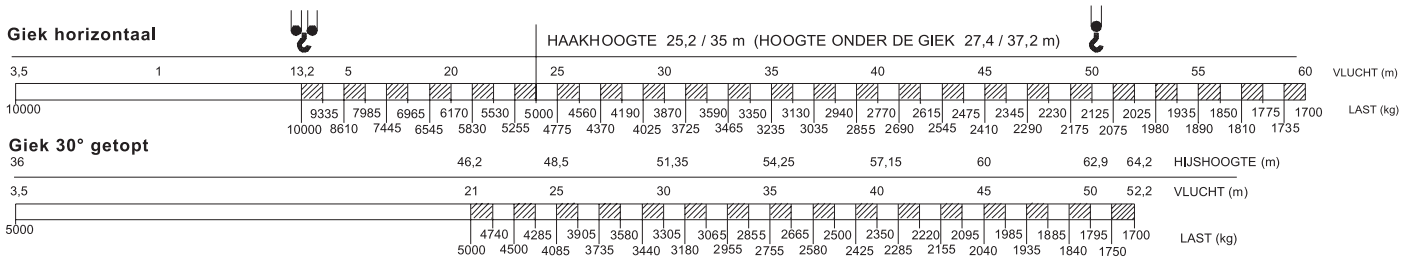 Giek horizontaal
HAAKHOOGTE 25,2 / 35 m (HOOGTE ONDER DE GIEK 27,4 / 37,2 m)
3,5 1 13,2 5 20 25 30 35 40 45 50 55 60 VLUCHT (m)
10000 9335 7985 6965 6170 5530 5000 4560 4190 3870 3590 3350 3130 2940 2770 2615 2475 2345 2230 2125 2025 1935 1850 1775 1700 LAST (kg)
10000 8610 7445 6545 5830 5255 4775 4370 4025 3725 3465 3235 3035 2855 2690 2545 2410 2290 2175 2075 1980 1890 1810 1735
Giek 30° getopt
36 46,2 48,5 51,35 54,25 57,15 60 62,9 64,2 HIJSHOOGTE (m)
3,5 21 25 30 35 40 45 50 52,2 VLUCHT (m)
5000 4740 4285 3905 3580 3305 3065 2855 2665 2500 2350 2220 2095 1985 1885 1795 1700 LAST (kg)
5000 4500 4085 3735 3440 3180 2955 2755 2580 2425 2285 2155 2040 1935 1840 1750